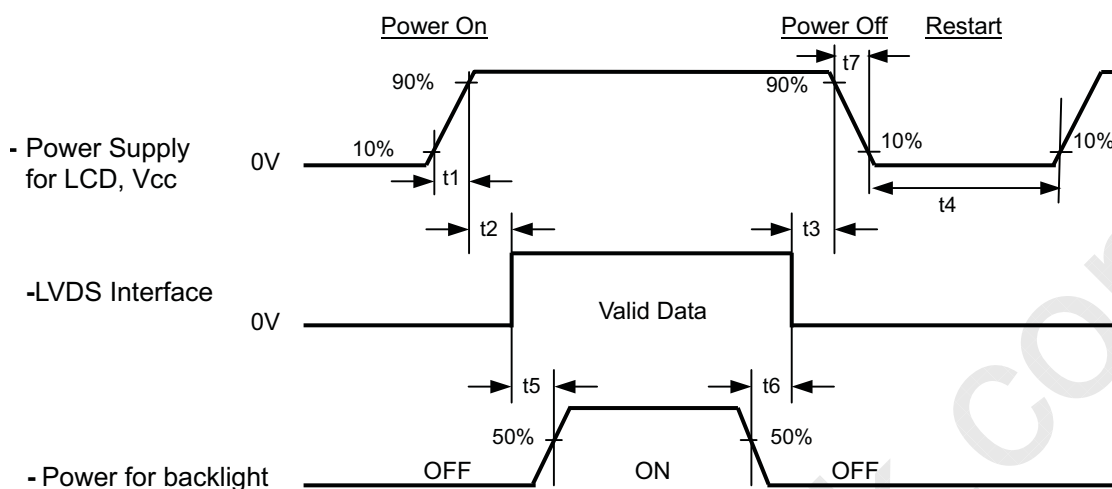 Power On Power Off Restart
90% 90% t7
10% 10% 10%
- Power Supply
for LCD, Vcc
0V
t1
t4
t2 t3
-LVDS Interface
0V
Valid Data
t5 t6
50% 50%
- Power for backlight
OFF ON OFF